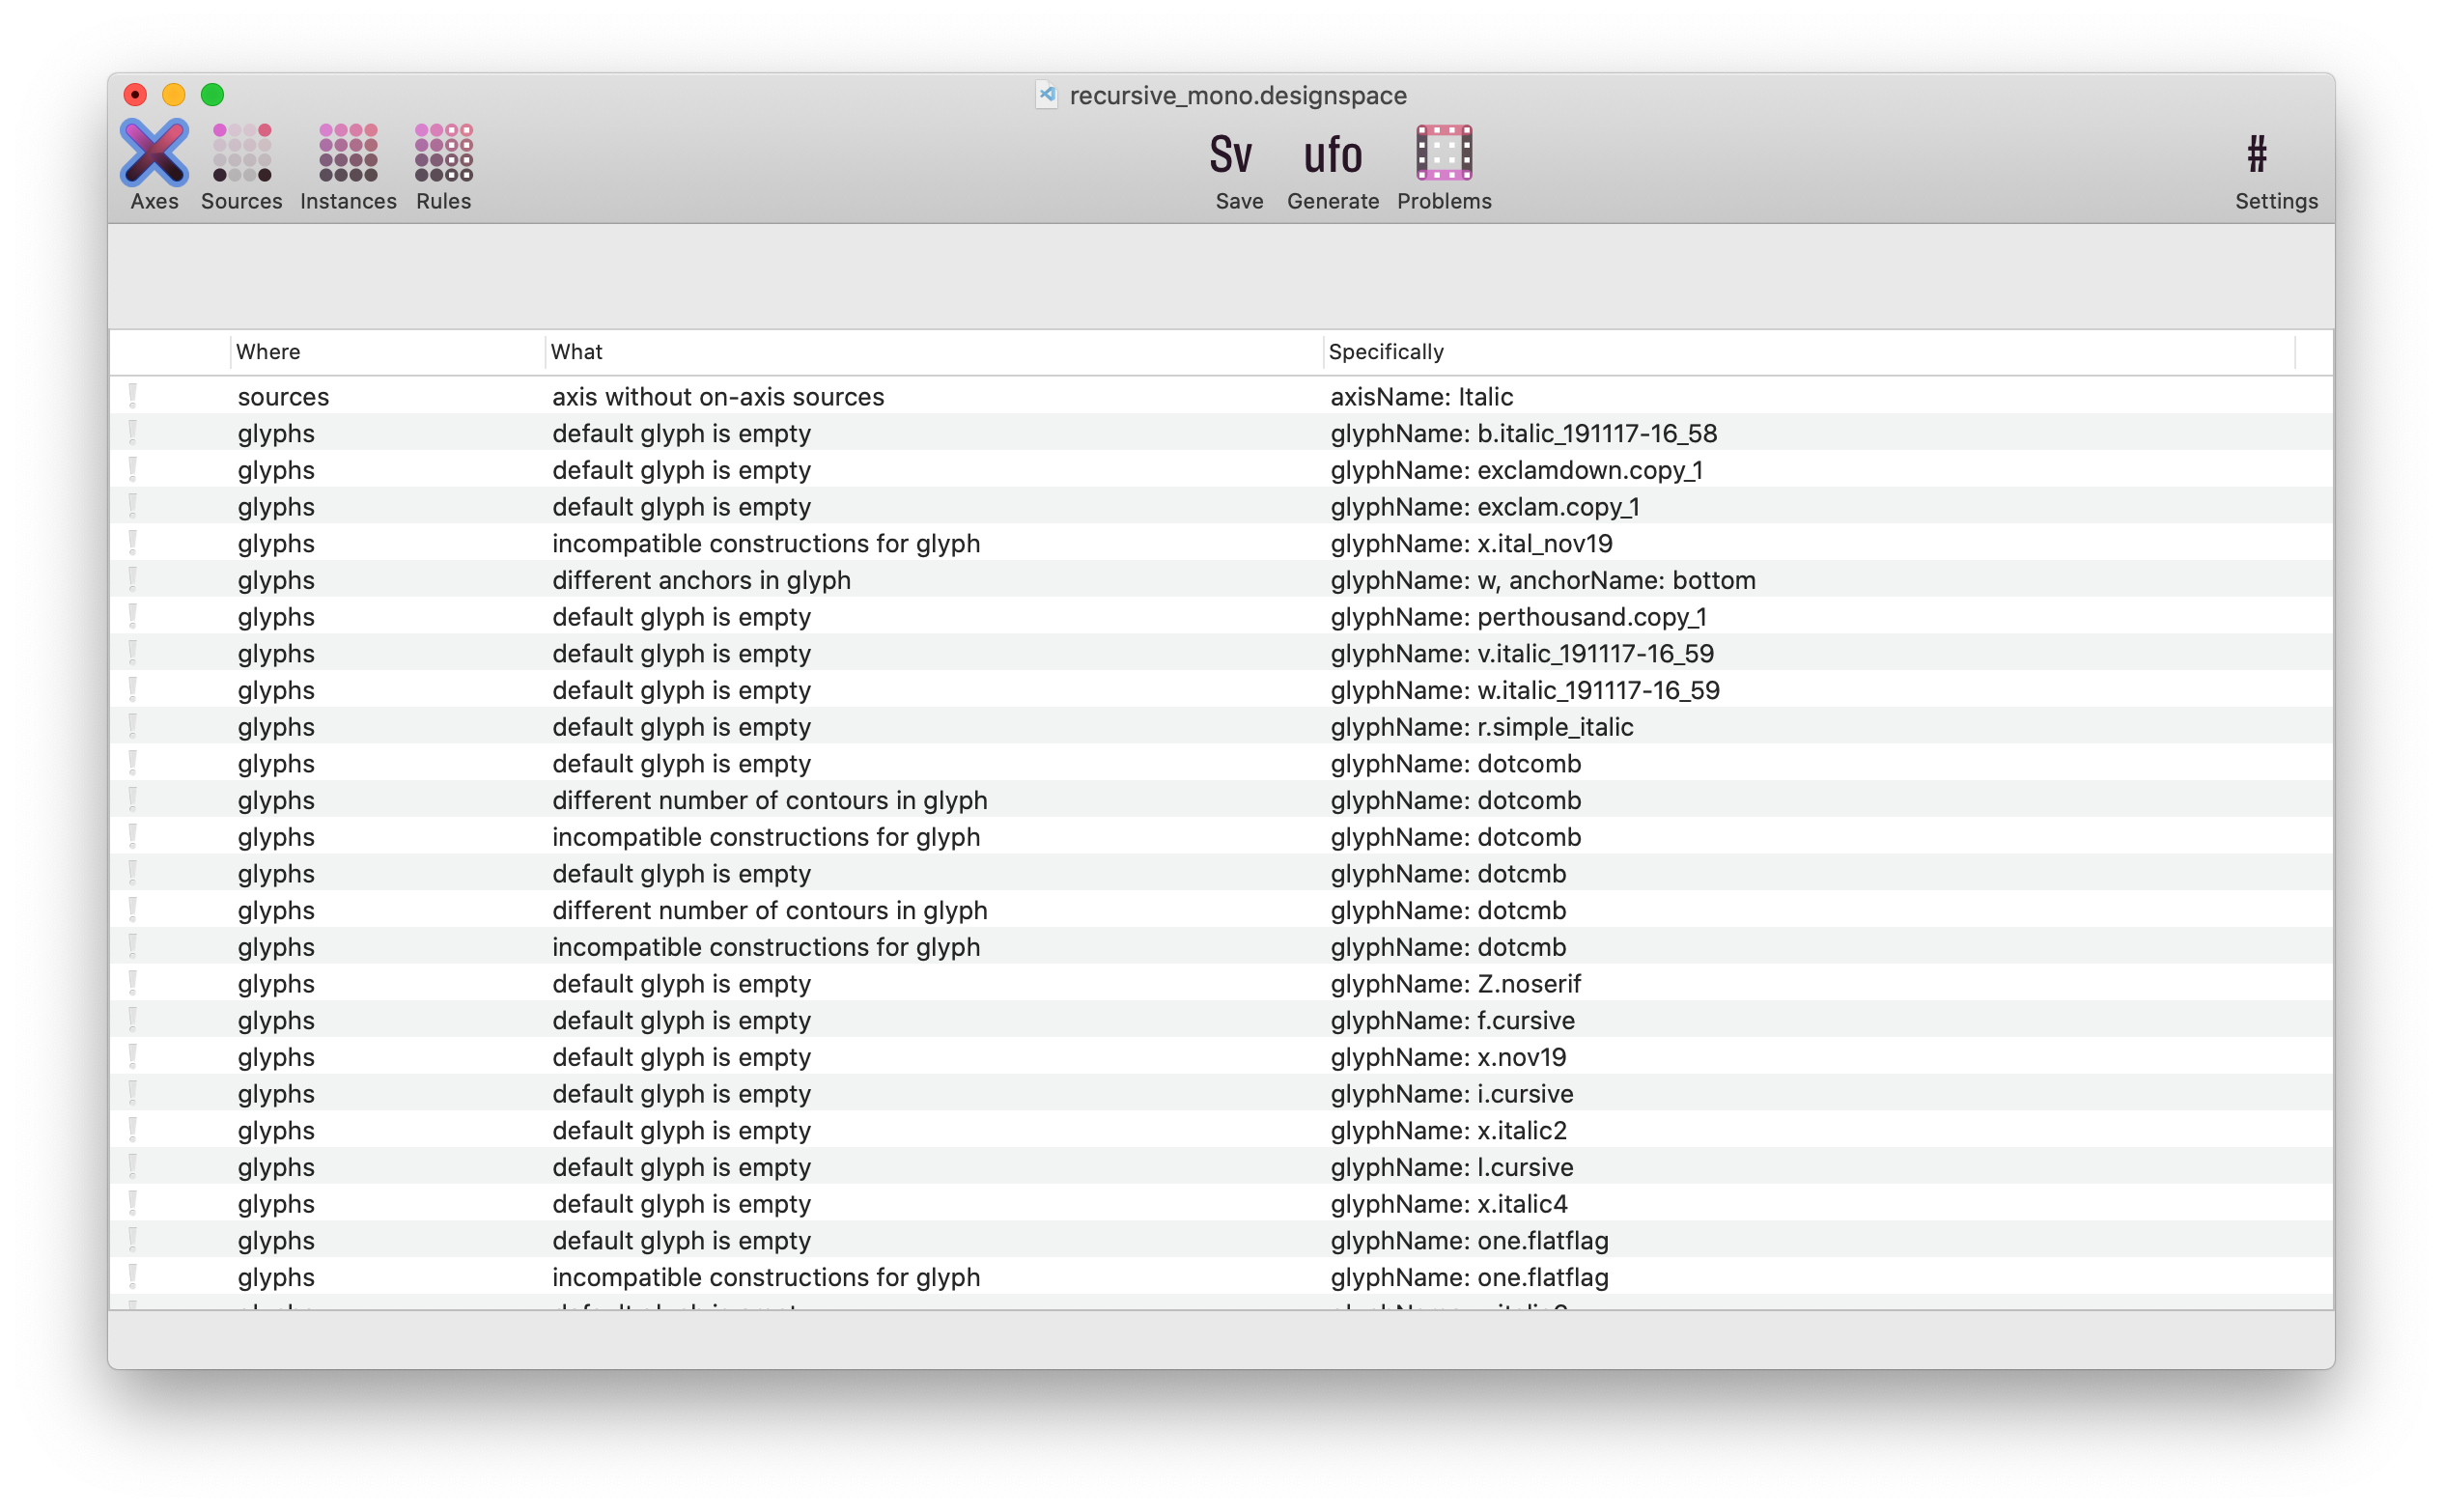 recursive_mono.designspace
Axes Sources Instances Rules Sv Save ufo Generate Problems # Settings
Where What Specifically
sources axis without on-axis sources axisName: Italic
glyphs default glyph is empty glyphName: b.italic_191117-16_58
glyphs default glyph is empty glyphName: exclamdown.copy_1
glyphs default glyph is empty glyphName: exclam.copy_1
glyphs incompatible constructions for glyph glyphName: x.ital_nov19
glyphs different anchors in glyph glyphName: w, anchorName: bottom
glyphs default glyph is empty glyphName: perthousand.copy_1
glyphs default glyph is empty glyphName: v.italic_191117-16_59
glyphs default glyph is empty glyphName: w.italic_191117-16_59
glyphs default glyph is empty glyphName: r.simple_italic
glyphs default glyph is empty glyphName: dotcomb
glyphs different number of contours in glyph glyphName: dotcomb
glyphs incompatible constructions for glyph glyphName: dotcomb
glyphs default glyph is empty glyphName: dotcmb
glyphs different number of contours in glyph glyphName: dotcmb
glyphs incompatible constructions for glyph glyphName: dotcmb
glyphs default glyph is empty glyphName: Z.noserif
glyphs default glyph is empty glyphName: f.cursive
glyphs default glyph is empty glyphName: x.nov19
glyphs default glyph is empty glyphName: i.cursive
glyphs default glyph is empty glyphName: x.italic2
glyphs default glyph is empty glyphName: l.cursive
glyphs default glyph is empty glyphName: x.italic4
glyphs default glyph is empty glyphName: one.flatflag
glyphs incompatible constructions for glyph glyphName: one.flatflag